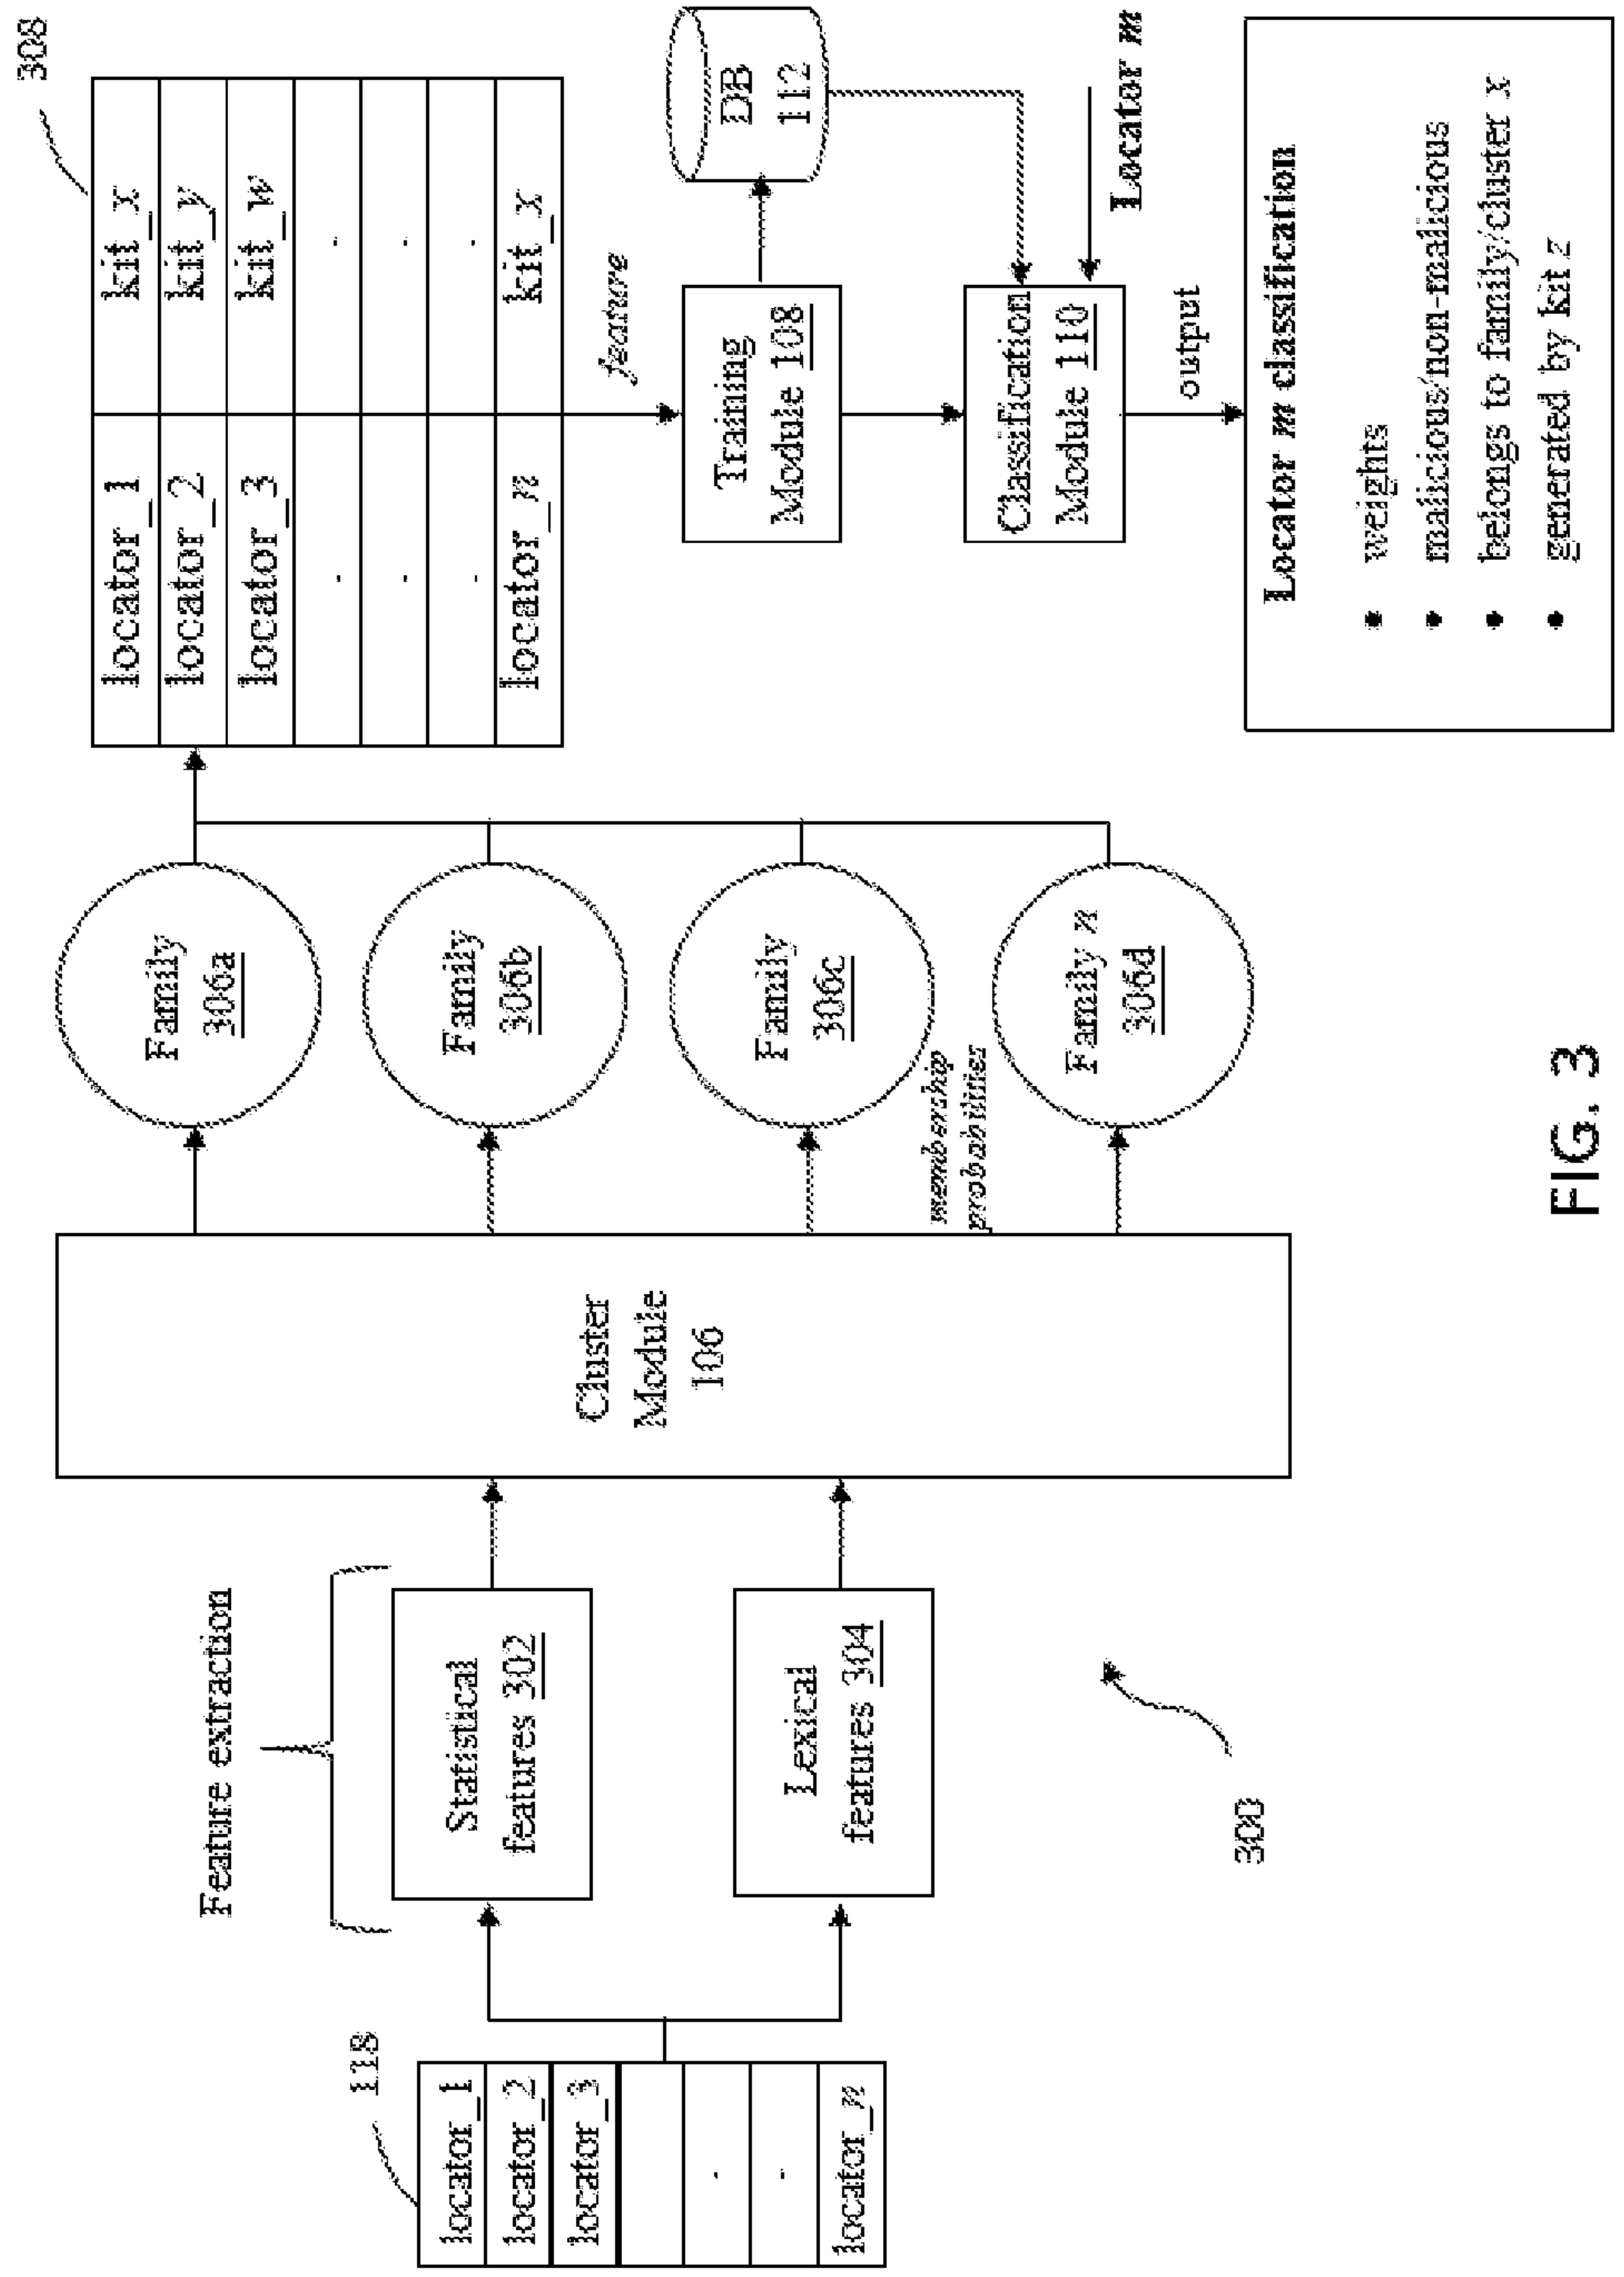 118
locator_1
locator_2
locator_3
.
.
locator_n
Feature extraction
Statistical
features 302
Lexical
features 304
300
Cluster
Module
106
membership
probabilities
Family
306a
Family
306b
Family
306c
Family n
306d
308
locator_1 kit_x
locator_2 kit_y
locator_3 kit_w
. .
. .
. .
locator_n kit_x
feature
Training
Module 108
DB
112
Classification
Module 110
Locator m
output
Locator m classification
• weights
• malicious/non-malicious
• belongs to family/cluster x
• generated by kit z
FIG. 3